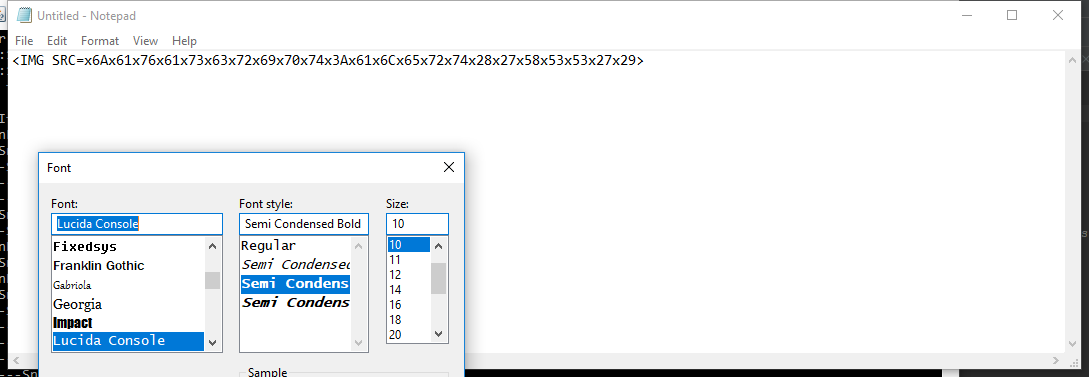 Untitled - Notepad
File Edit Format View Help
<IMG SRC=x6Ax61x76x61x73x63x72x69x70x74x3Ax61x6Cx65x72x74x28x27x58x53x53x27x29>
Font
Font: Font style: Size:
Lucida Console Semi Condensed Bold 10
Fixedsys Regular 10
Franklin Gothic Semi Condensed 11
Gabriola Semi Condens 12
Georgia Semi Condens 14
Impact 16
Lucida Console 18
20
Sample